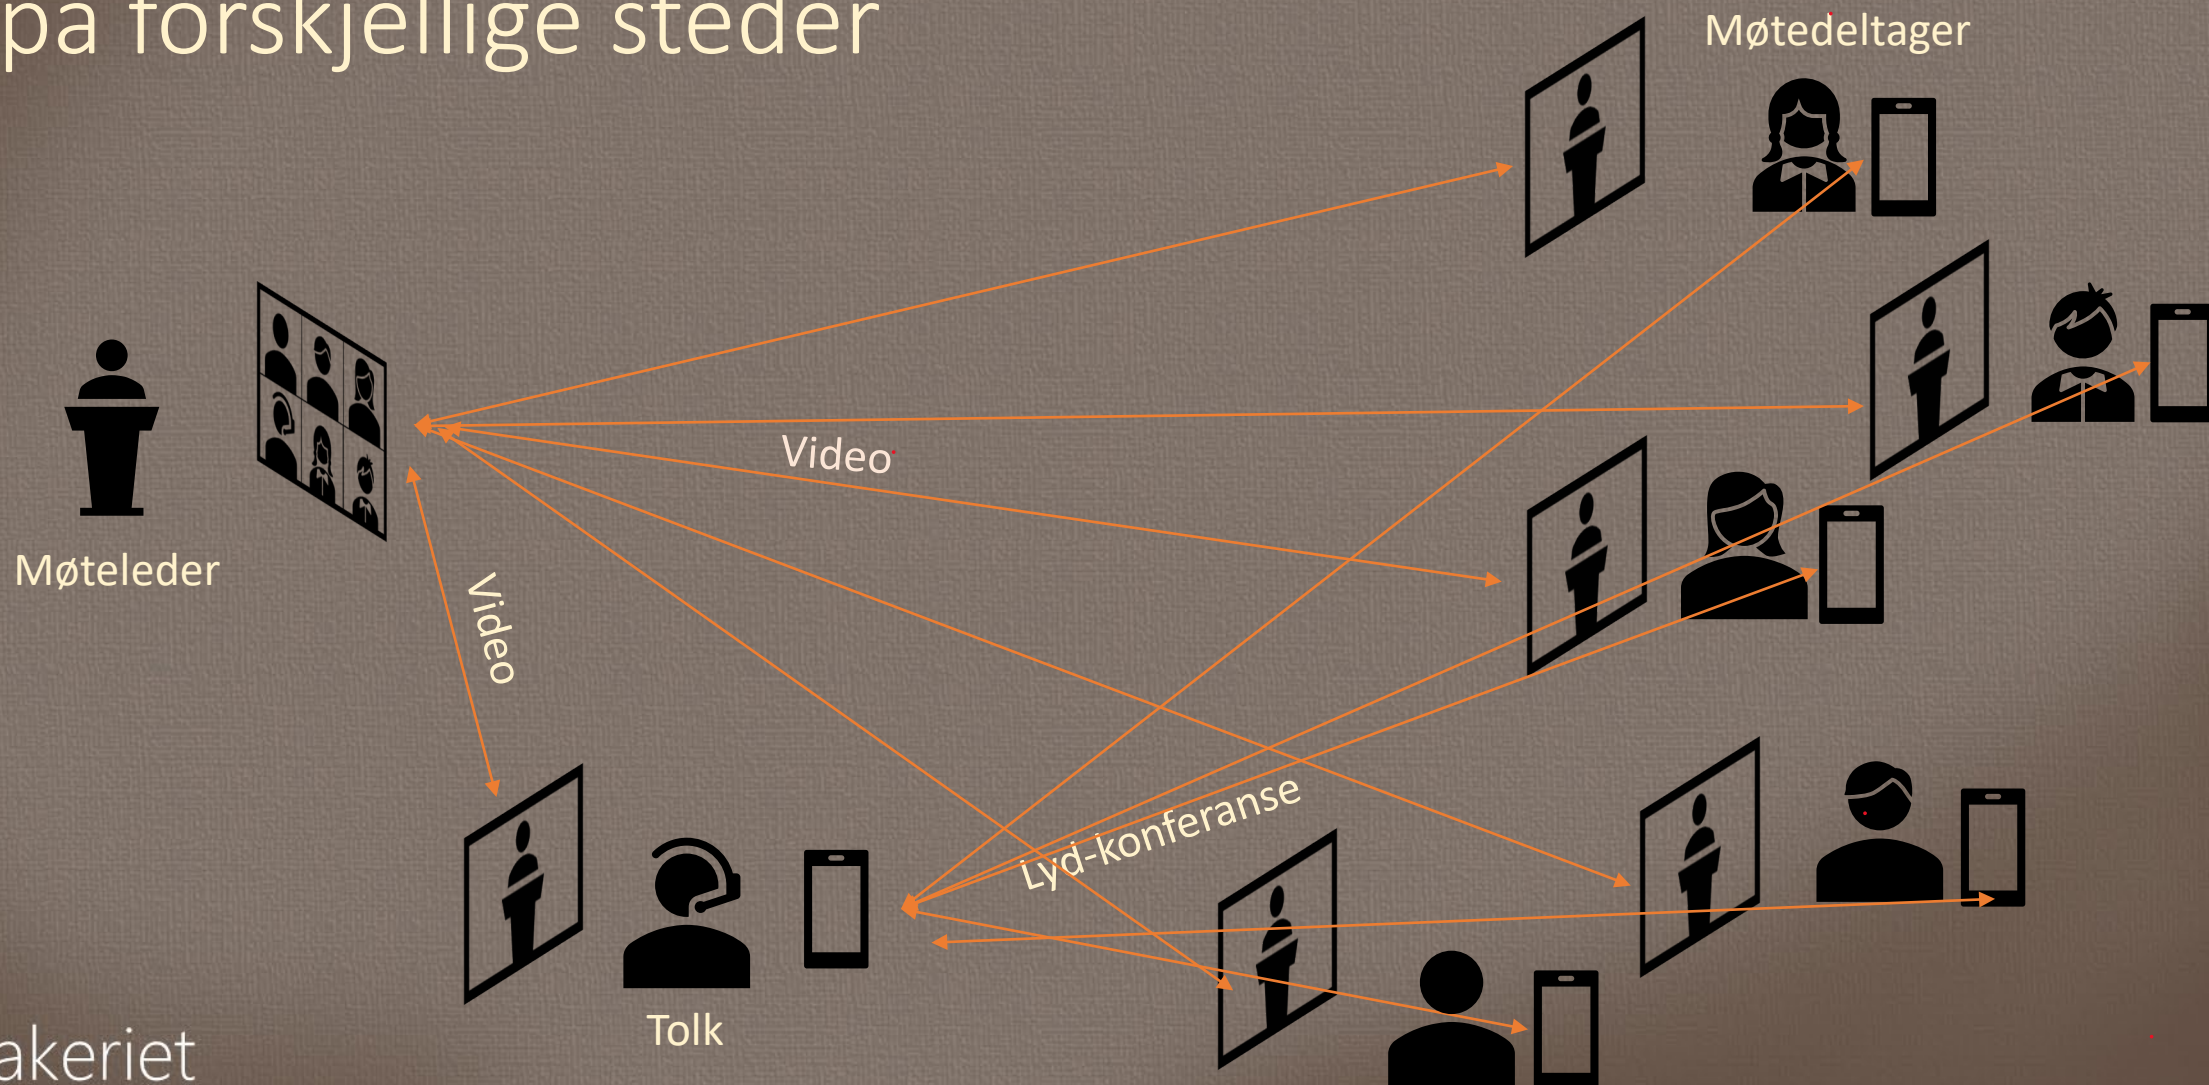 på forskjellige steder
Møtedeltager
Video
Møteleder
Video
Lyd-konferanse
Tolk
akeriet